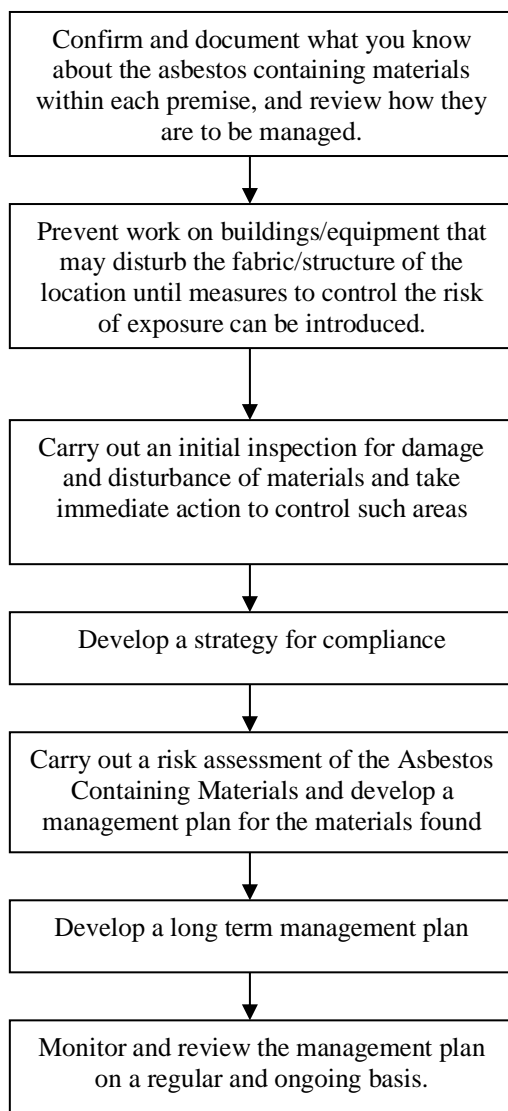 Confirm and document what you know
about the asbestos containing materials
within each premise, and review how they
are to be managed.
Prevent work on buildings/equipment that
may disturb the fabric/structure of the
location until measures to control the risk
of exposure can be introduced.
Carry out an initial inspection for damage
and disturbance of materials and take
immediate action to control such areas
Develop a strategy for compliance
Carry out a risk assessment of the Asbestos
Containing Materials and develop a
management plan for the materials found
Develop a long term management plan
Monitor and review the management plan
on a regular and ongoing basis.